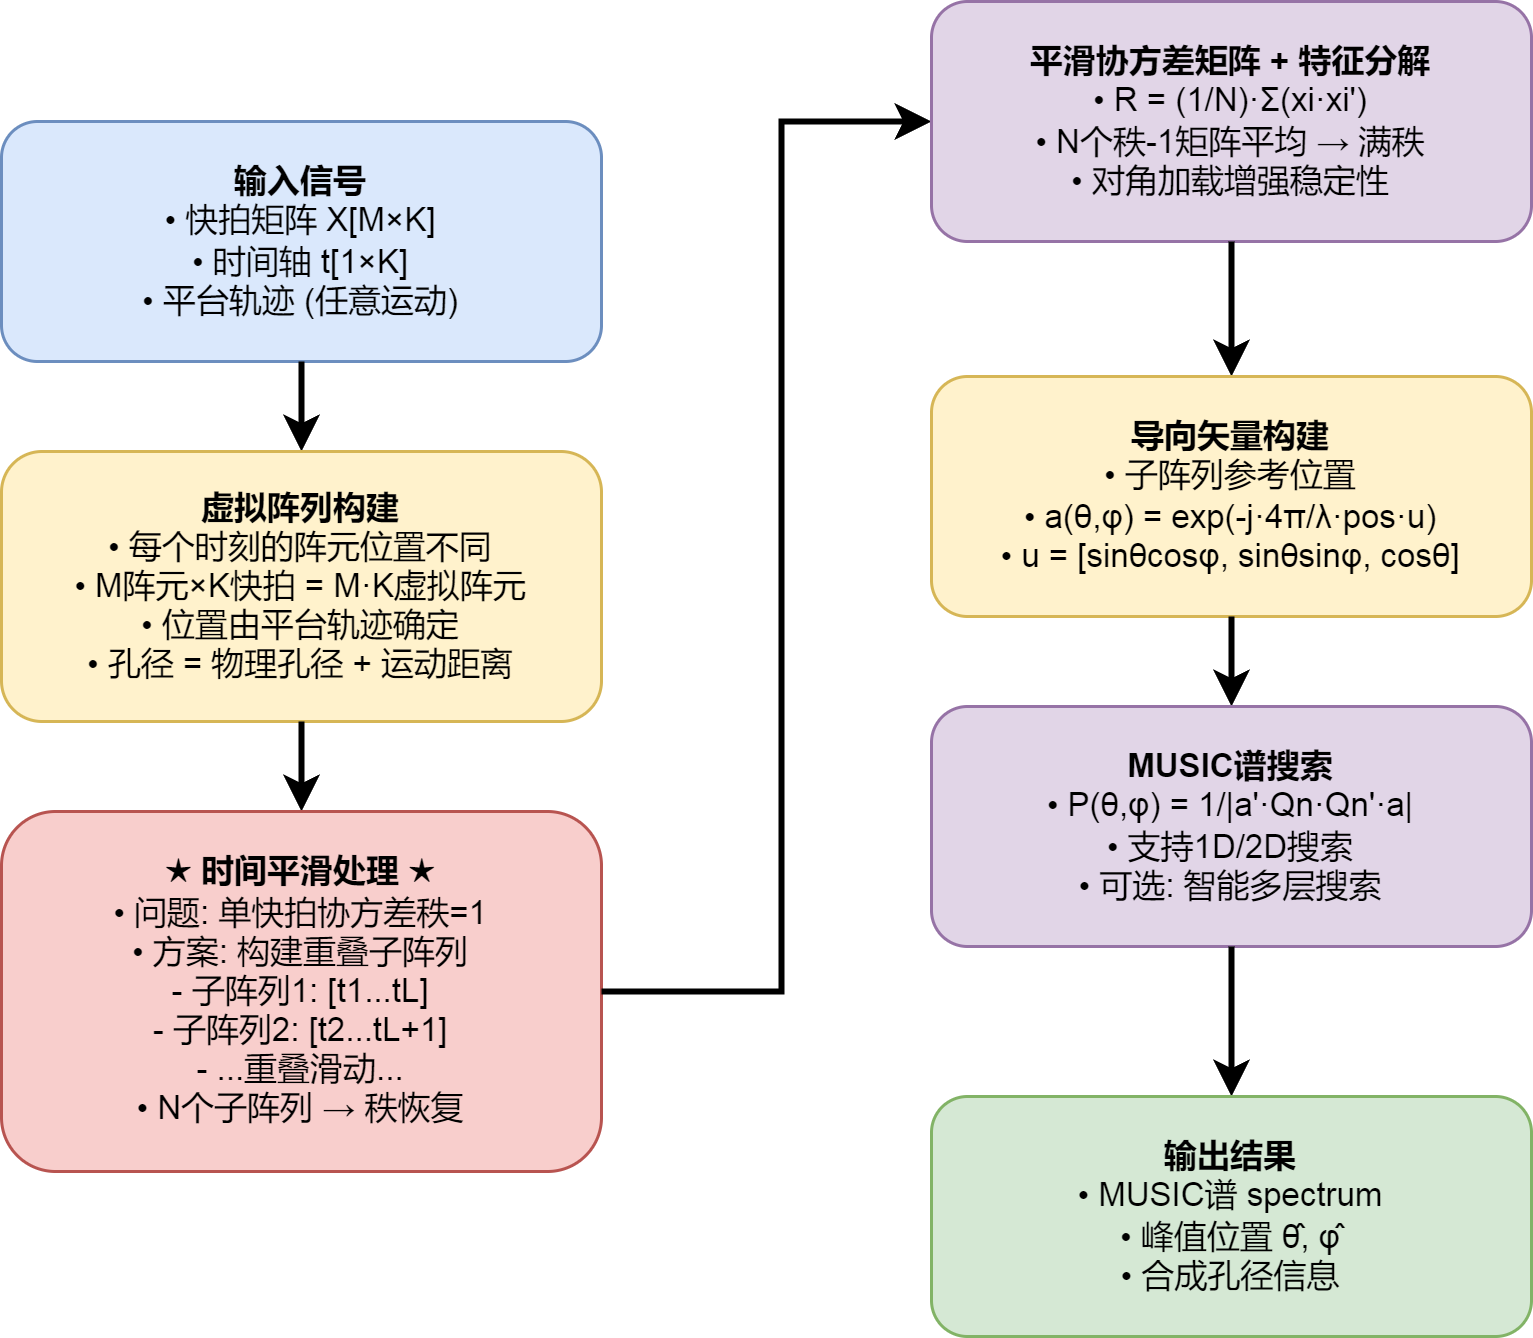 输入信号
• 快拍矩阵 X[M×K]
• 时间轴 t[1×K]
• 平台轨迹 (任意运动)
虚拟阵列构建
• 每个时刻的阵元位置不同
• M阵元×K快拍 = M·K虚拟阵元
• 位置由平台轨迹确定
• 孔径 = 物理孔径 + 运动距离
★ 时间平滑处理 ★
• 问题: 单快拍协方差秩=1
• 方案: 构建重叠子阵列
- 子阵列1: [t1...tL]
- 子阵列2: [t2...tL+1]
- ...重叠滑动...
• N个子阵列 → 秩恢复
平滑协方差矩阵 + 特征分解
• R = (1/N)·Σ(xi·xi')
• N个秩-1矩阵平均 → 满秩
• 对角加载增强稳定性
导向矢量构建
• 子阵列参考位置
• a(θ,φ) = exp(-j·4π/λ·pos·u)
• u = [sinθcosφ, sinθsinφ, cosθ]
MUSIC谱搜索
• P(θ,φ) = 1/|a'·Qn·Qn'·a|
• 支持1D/2D搜索
• 可选: 智能多层搜索
输出结果
• MUSIC谱 spectrum
• 峰值位置 θ̂, φ̂
• 合成孔径信息